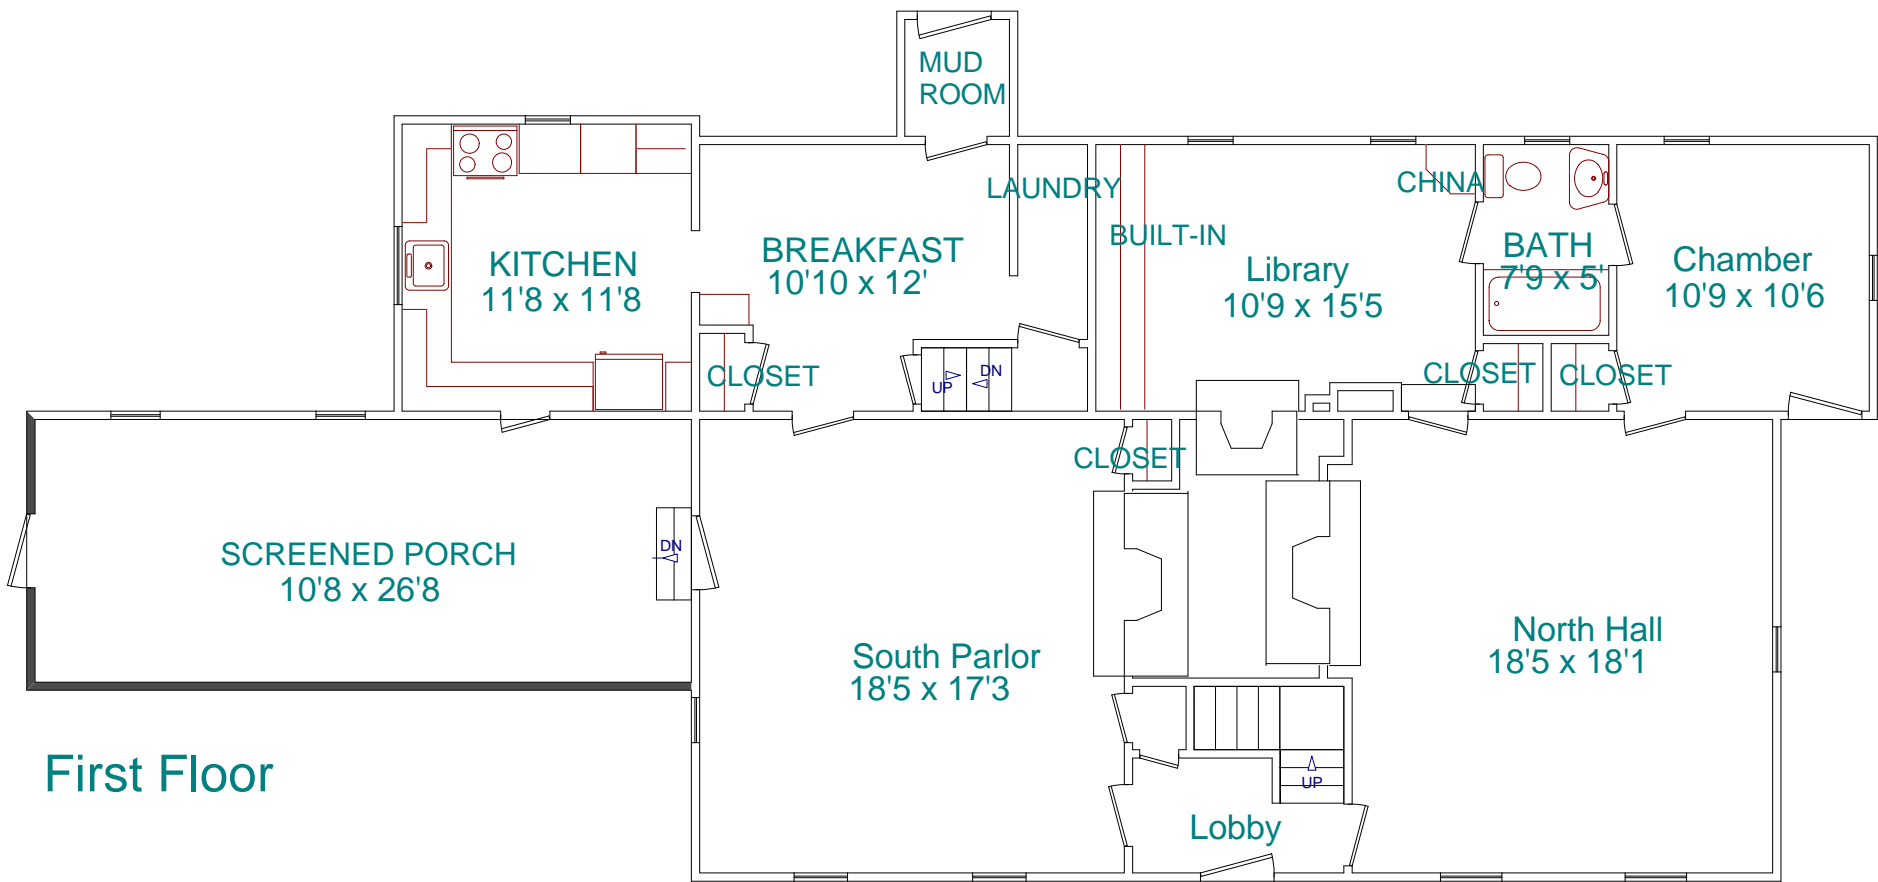 MUD
ROOM
LAUNDRY
CHINA
BUILT-IN
KITCHEN
11'8 x 11'8
BREAKFAST
10'10 x 12'
Library
10'9 x 15'5
BATH
7'9 x 5'
Chamber
10'9 x 10'6
CLOSET
UP
DN
CLOSET
CLOSET
CLOSET
SCREENED PORCH
10'8 x 26'8
DN
South Parlor
18'5 x 17'3
North Hall
18'5 x 18'1
First Floor
UP
Lobby